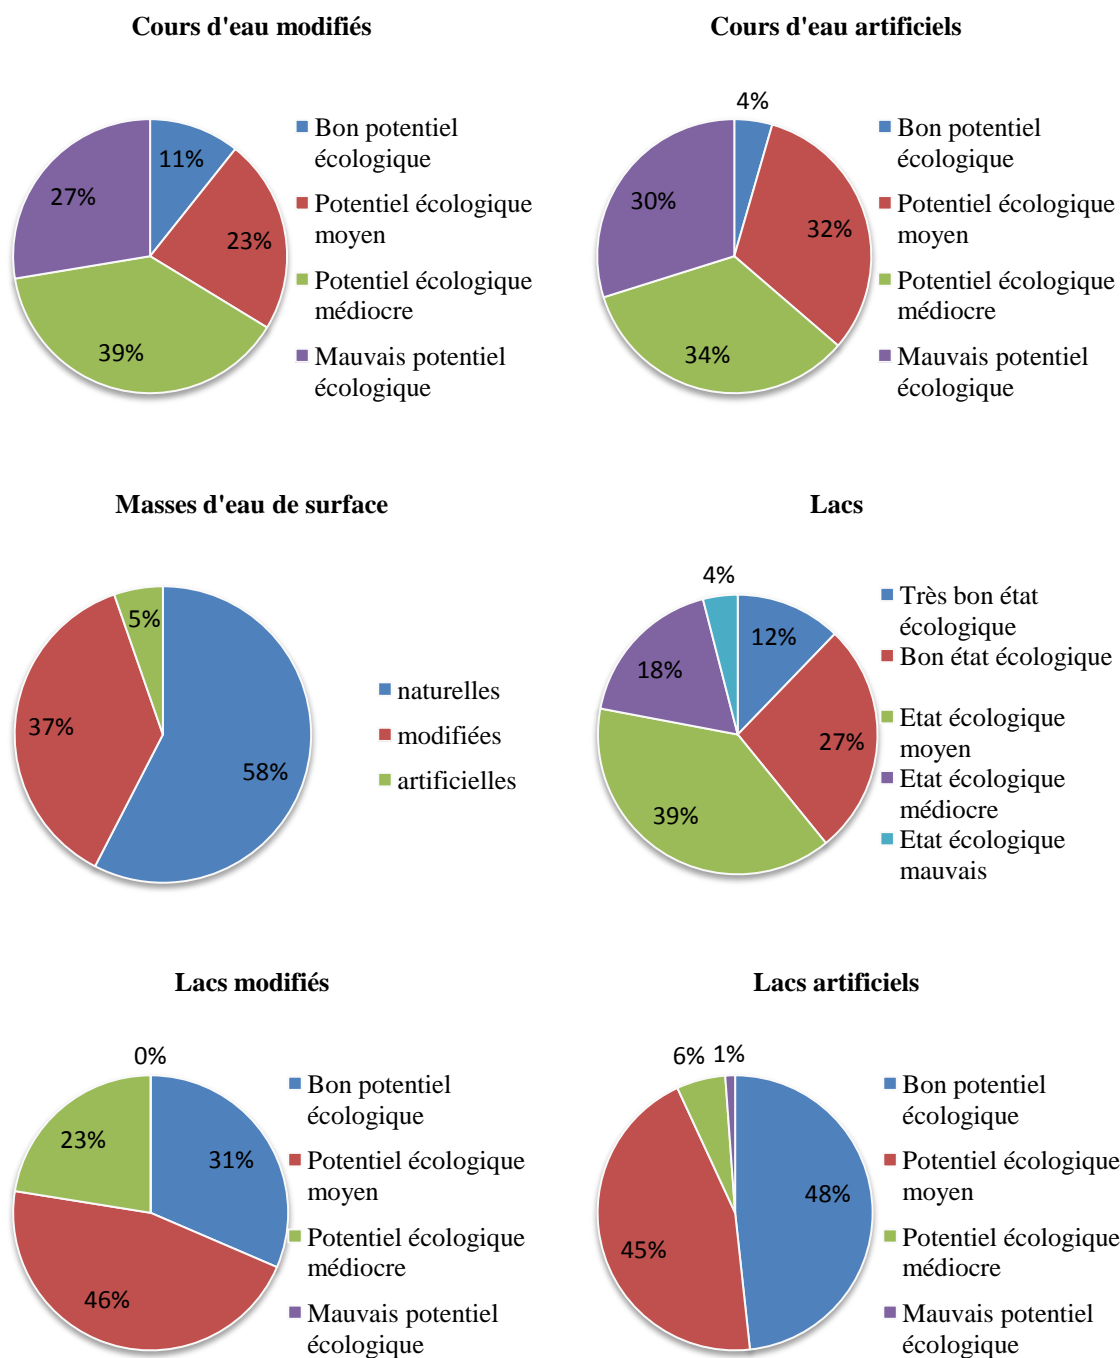 Cours d'eau modifiés
11%
23%
39%
27%
Bon potentiel
écologique
Potentiel écologique
moyen
Potentiel écologique
médiocre
Mauvais potentiel
écologique
Cours d'eau artificiels
4%
32%
34%
30%
Bon potentiel
écologique
Potentiel écologique
moyen
Potentiel écologique
médiocre
Mauvais potentiel
écologique
Masses d'eau de surface
5%
37%
58%
naturelles
modifiées
artificielles
Lacs
4%
12%
18%
27%
39%
Très bon état
écologique
Bon état écologique
Etat écologique
moyen
Etat écologique
médiocre
Etat écologique
mauvais
Lacs modifiés
0%
23%
31%
46%
Bon potentiel
écologique
Potentiel écologique
moyen
Potentiel écologique
médiocre
Mauvais potentiel
écologique
Lacs artificiels
6%
1%
48%
45%
Bon potentiel
écologique
Potentiel écologique
moyen
Potentiel écologique
médiocre
Mauvais potentiel
écologique